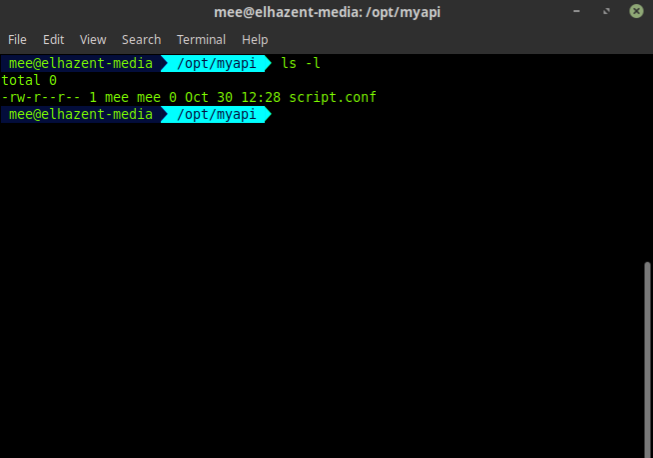 mee@elhazent-media: /opt/myapi
File Edit View Search Terminal Help
mee@elhazent-media /opt/myapi ls -l
total 0
-rw-r--r-- 1 mee mee 0 Oct 30 12:28 script.conf
mee@elhazent-media /opt/myapi